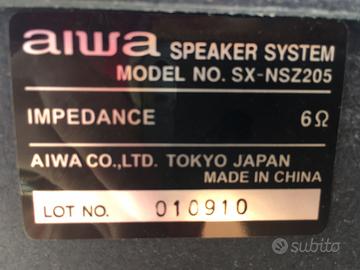 aiwa SPEAKER SYSTEM
MODEL NO. SX-NSZ205
IMPEDANCE 6Ω
AIWA CO.,LTD. TOKYO JAPAN
MADE IN CHINA
LOT NO. 010910
subito